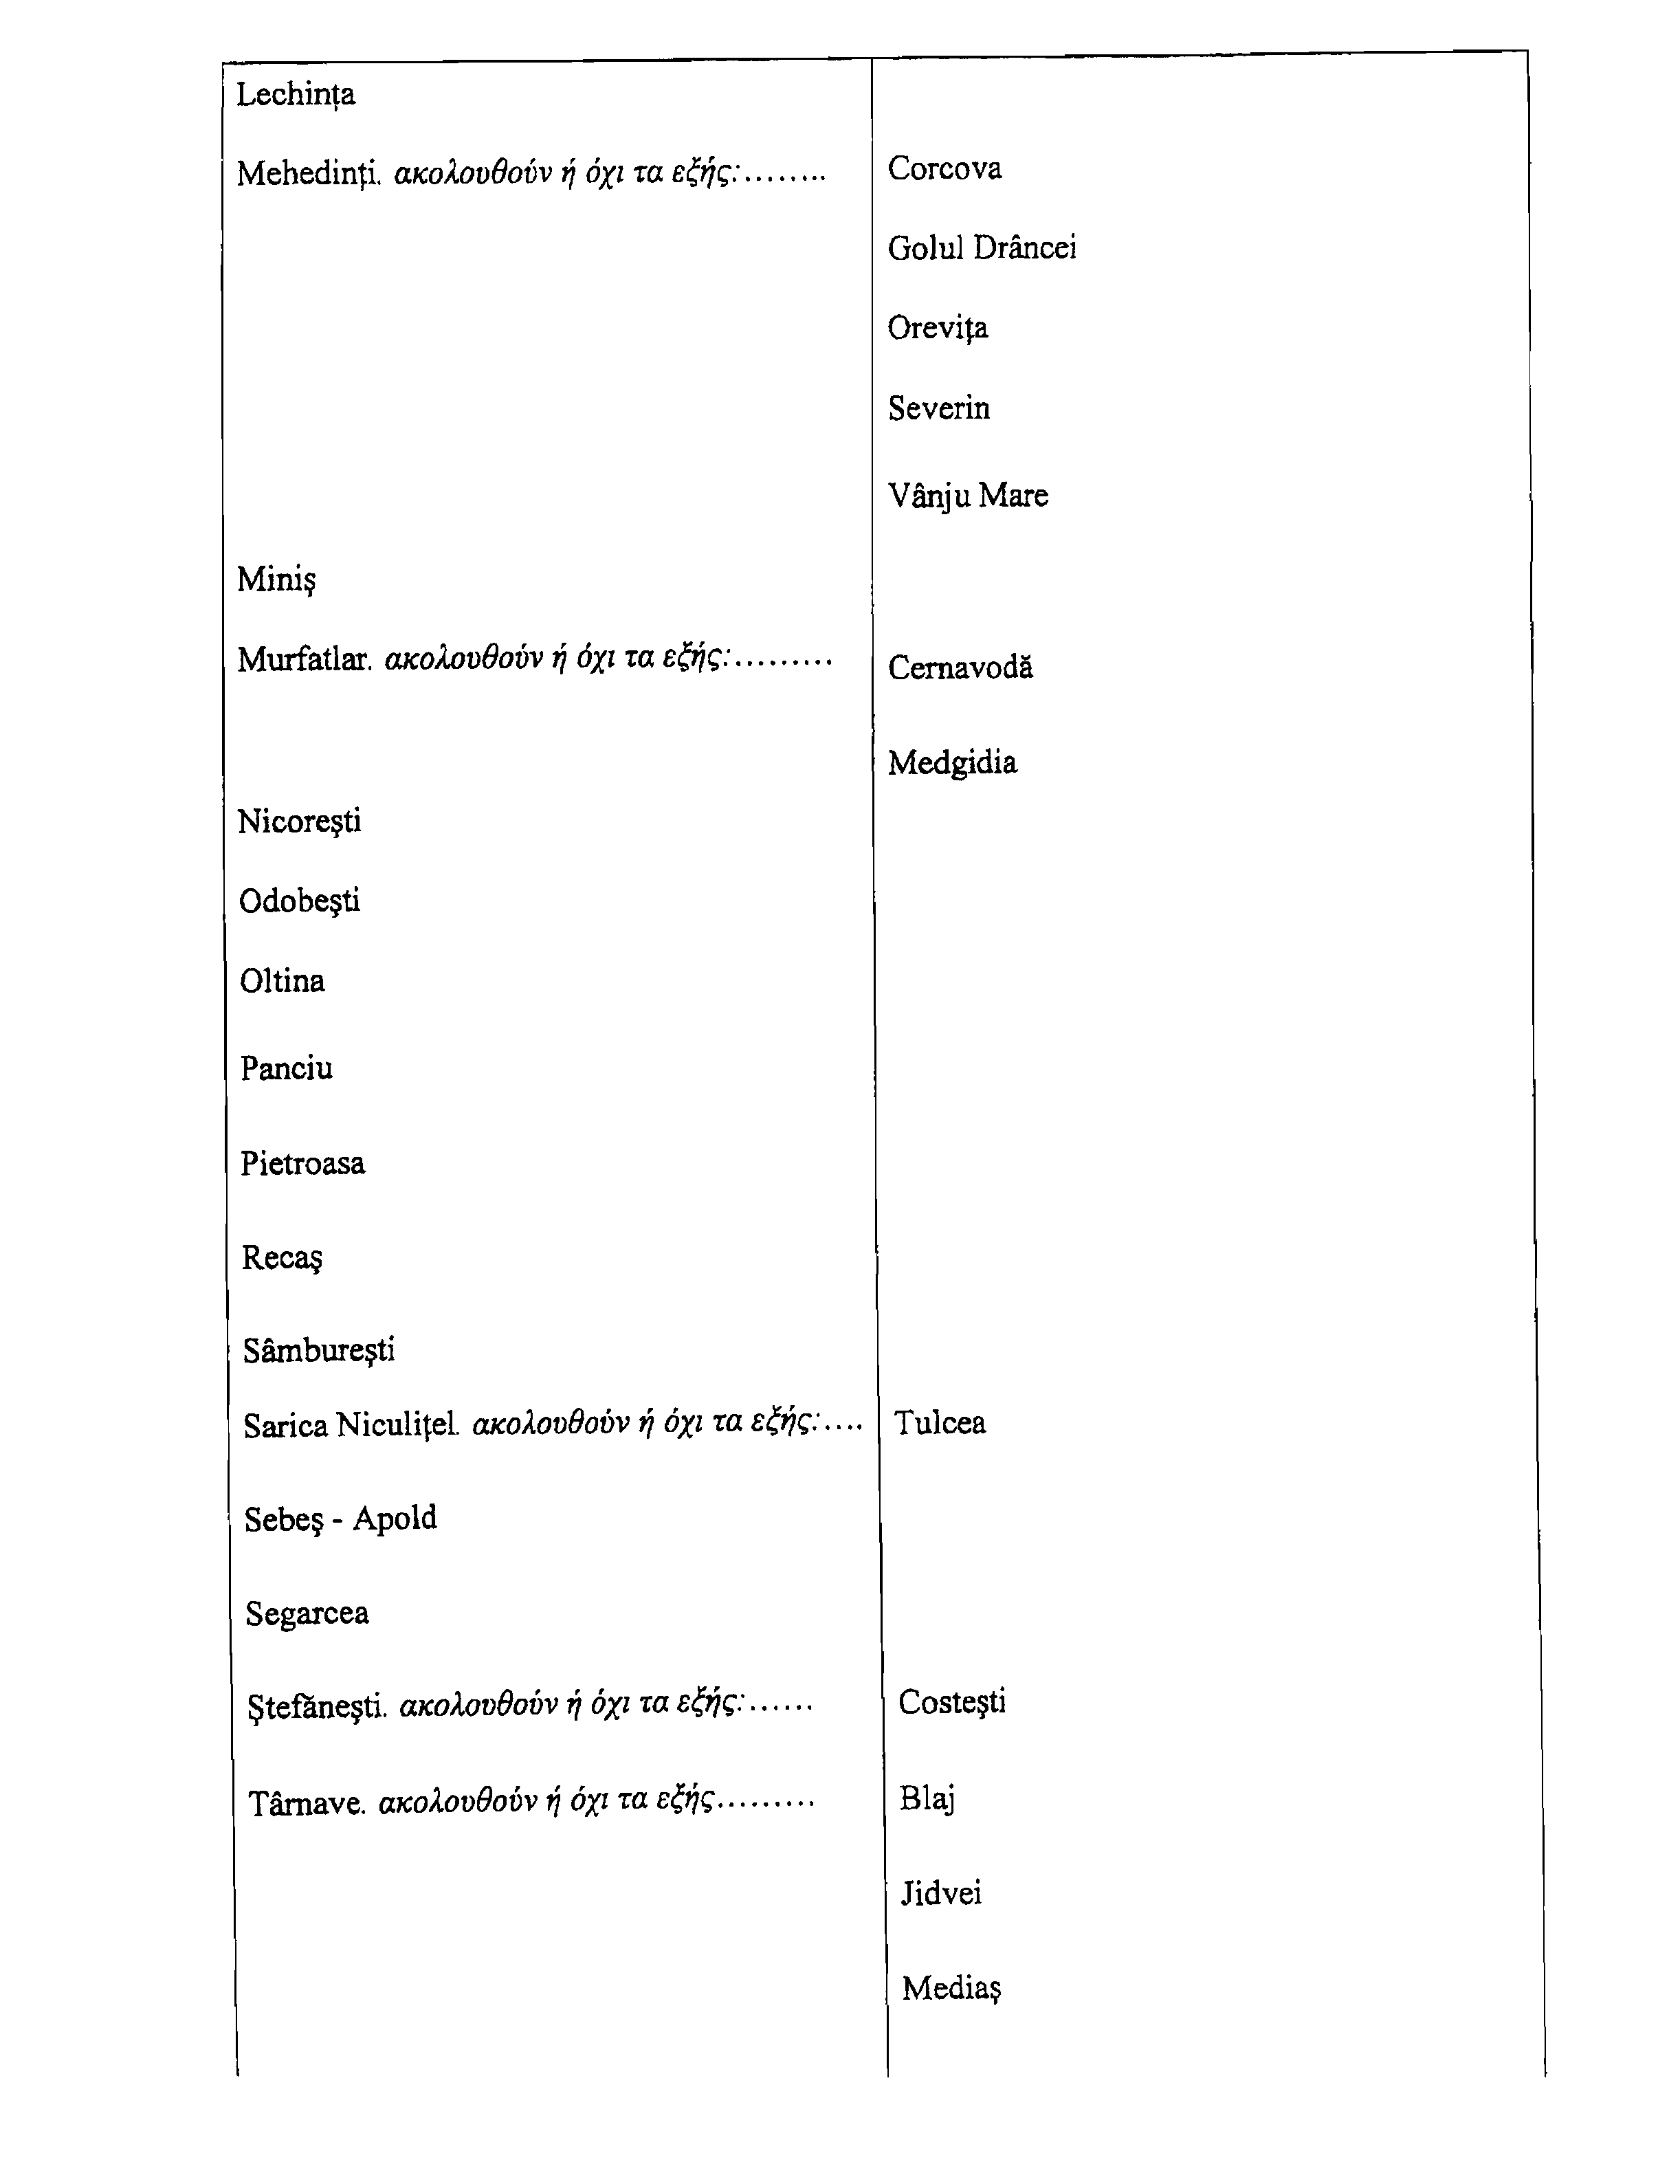 Lechinţa
Mehedinţi. ακολουθούν ή όχι τα εξής:........ Corcova
Golul Drâncei
Oreviţa
Severin
Vânju Mare
Miniş
Murfatlar. ακολουθούν ή όχι τα εξής:......... Cernavodă
Medgidia
Nicoreşti
Odobeşti
Oltina
Panciu
Pietroasa
Recaş
Sâmbureşti
Sarica Niculiţel. ακολουθούν ή όχι τα εξής:.... Tulcea
Sebeş - Apold
Segarcea
Ştefăneşti. ακολουθούν ή όχι τα εξής:...... Costeşti
Târnave. ακολουθούν ή όχι τα εξής......... Blaj
Jidvei
Mediaş